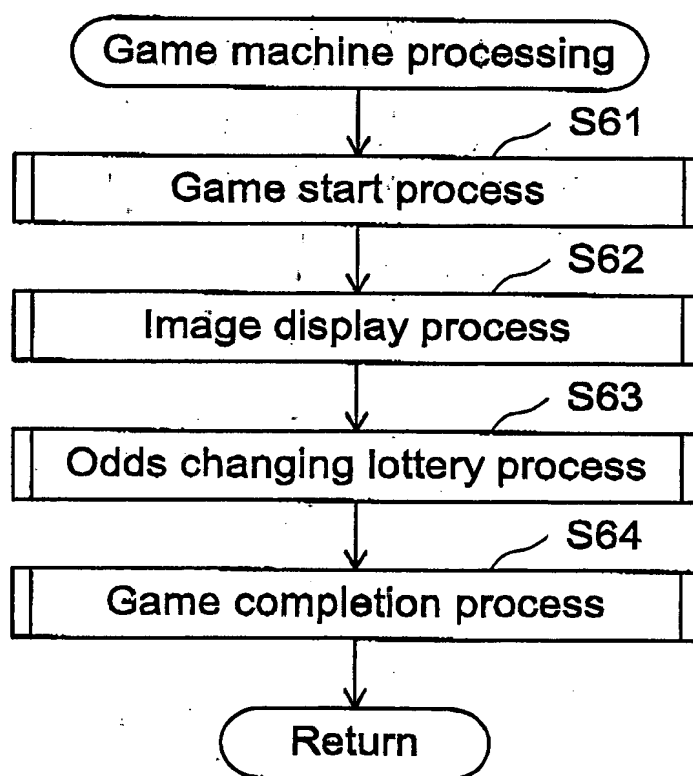 Game machine processing
S61
Game start process
S62
Image display process
S63
Odds changing lottery process
S64
Game completion process
Return